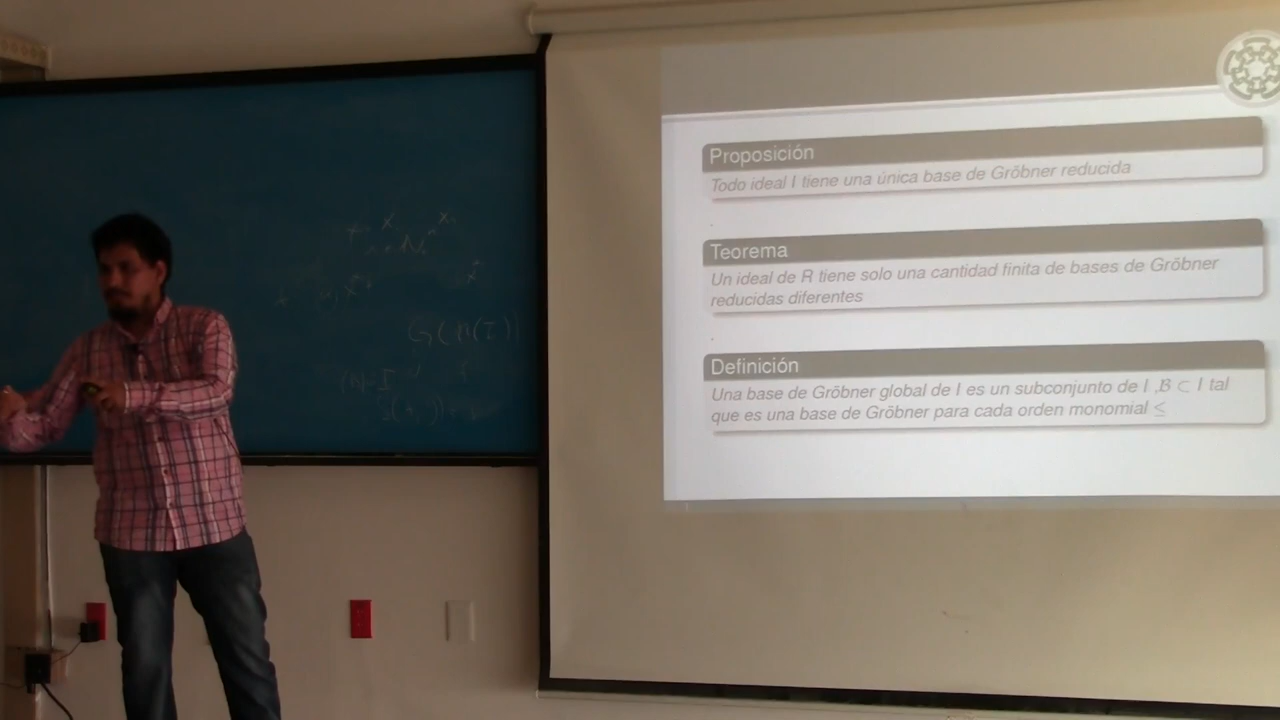 G(in(I))
Proposición
Todo ideal I tiene una única base de Gröbner reducida
Teorema
Un ideal de R tiene solo una cantidad finita de bases de Gröbner
reducidas diferentes
Definición
Una base de Gröbner global de I es un subconjunto de I ,ℬ ⊂ I tal
que es una base de Gröbner para cada orden monomial ≤